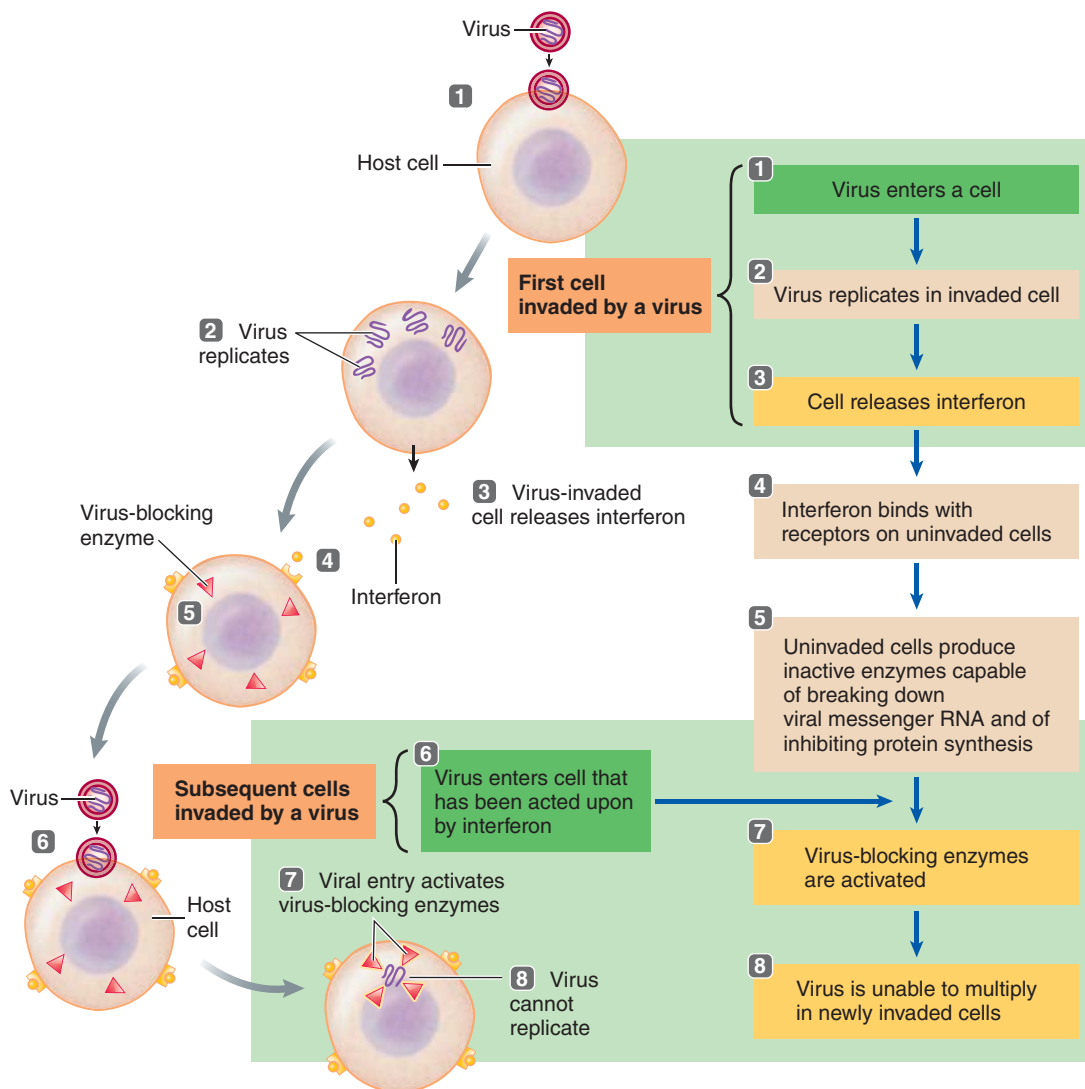 Virus
1
Host cell
2 Virus
replicates
3 Virus-invaded
cell releases interferon
Virus-blocking
enzyme
4
5
Interferon
Virus
6
Host
cell
7 Viral entry activates
virus-blocking enzymes
8 Virus
cannot
replicate
First cell
invaded by a virus
1
Virus enters a cell
2
Virus replicates in invaded cell
3
Cell releases interferon
4
Interferon binds with
receptors on uninvaded cells
5
Uninvaded cells produce
inactive enzymes capable
of breaking down
viral messenger RNA and of
inhibiting protein synthesis
Subsequent cells
invaded by a virus
6
Virus enters cell that
has been acted upon
by interferon
7
Virus-blocking enzymes
are activated
8
Virus is unable to multiply
in newly invaded cells